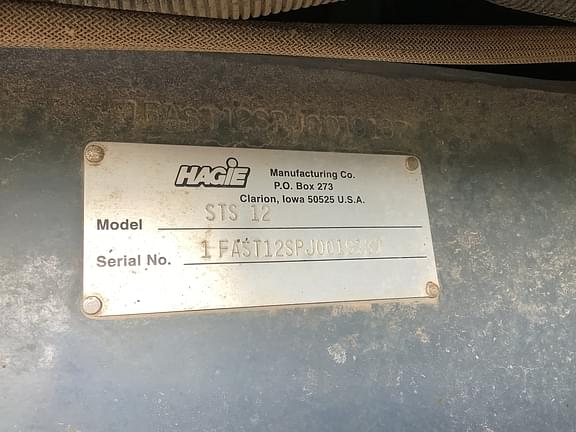 HAGIE Manufacturing Co.
P.O. Box 273
Clarion, Iowa 50525 U.S.A.
Model STS 12
Serial No.